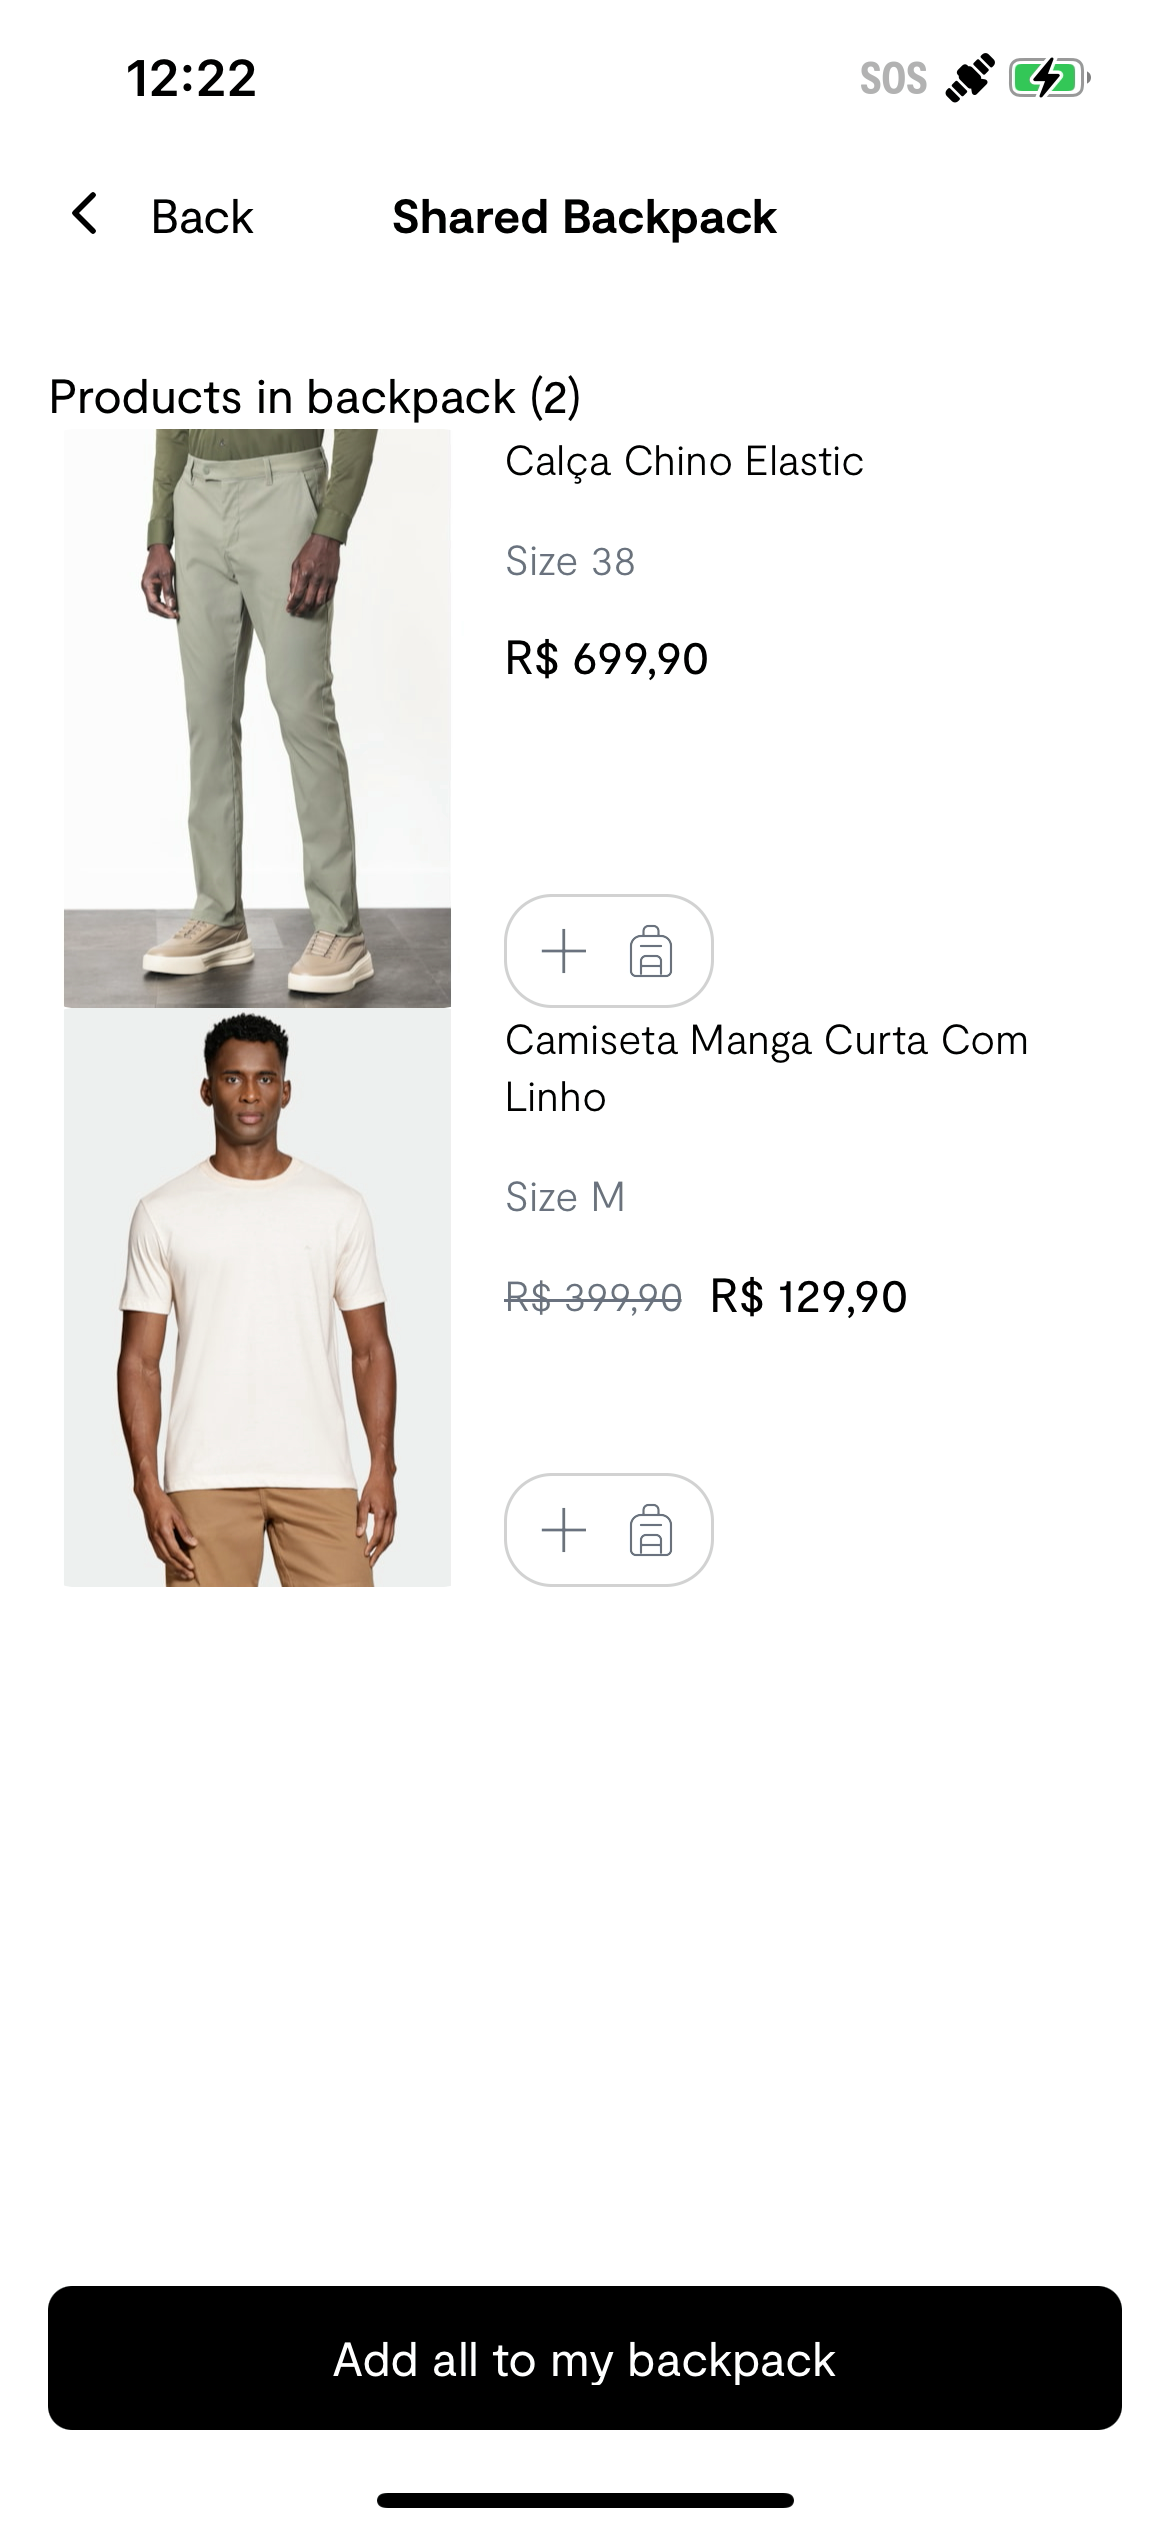 12:22
SOS
Back
Shared Backpack
Products in backpack (2)
Calça Chino Elastic
Size 38
R$ 699,90
Camiseta Manga Curta Com
Linho
Size M
R$ 399,90 R$ 129,90
Add all to my backpack